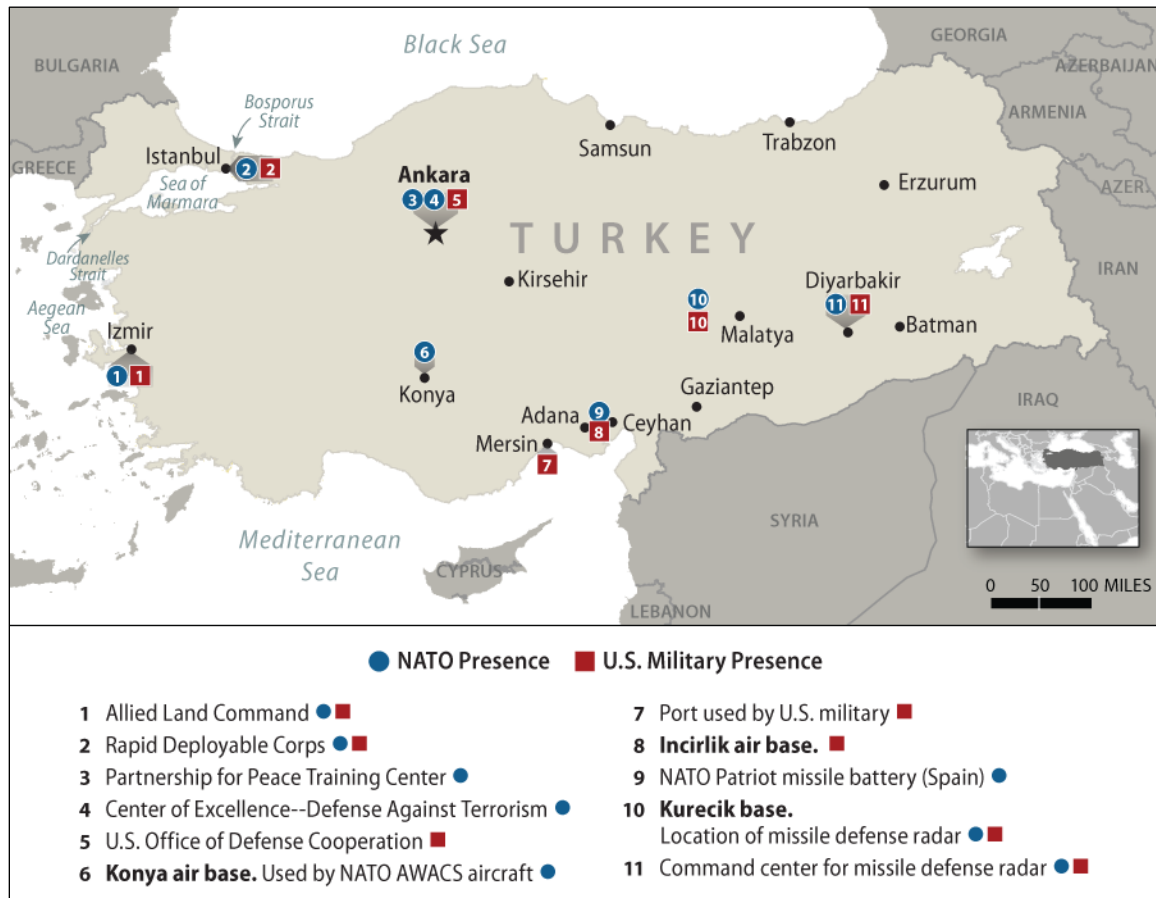 Black Sea
BULGARIA
GEORGIA
AZERBAIJAN
ARMENIA
Bosporus
Strait
Istanbul
2 2
GREECE
Sea of
Marmara
Samsun
Trabzon
Ankara
3 4 5
Erzurum
AZER.
TURKEY
Dardanelles
Strait
Kirsehir
IRAN
Diyarbakir
Aegean
Sea
10
11 11
10
Malatya
Batman
Izmir
6
1 1
Konya
Gaziantep
IRAQ
Adana
9
Ceyhan
8
Mersin
7
SYRIA
Mediterranean
Sea
CYPRUS
0 50 100 MILES
LEBANON
NATO Presence U.S. Military Presence
1 Allied Land Command
2 Rapid Deployable Corps
3 Partnership for Peace Training Center
4 Center of Excellence--Defense Against Terrorism
5 U.S. Office of Defense Cooperation
6 Konya air base. Used by NATO AWACS aircraft
7 Port used by U.S. military
8 Incirlik air base.
9 NATO Patriot missile battery (Spain)
10 Kurecik base.
Location of missile defense radar
11 Command center for missile defense radar